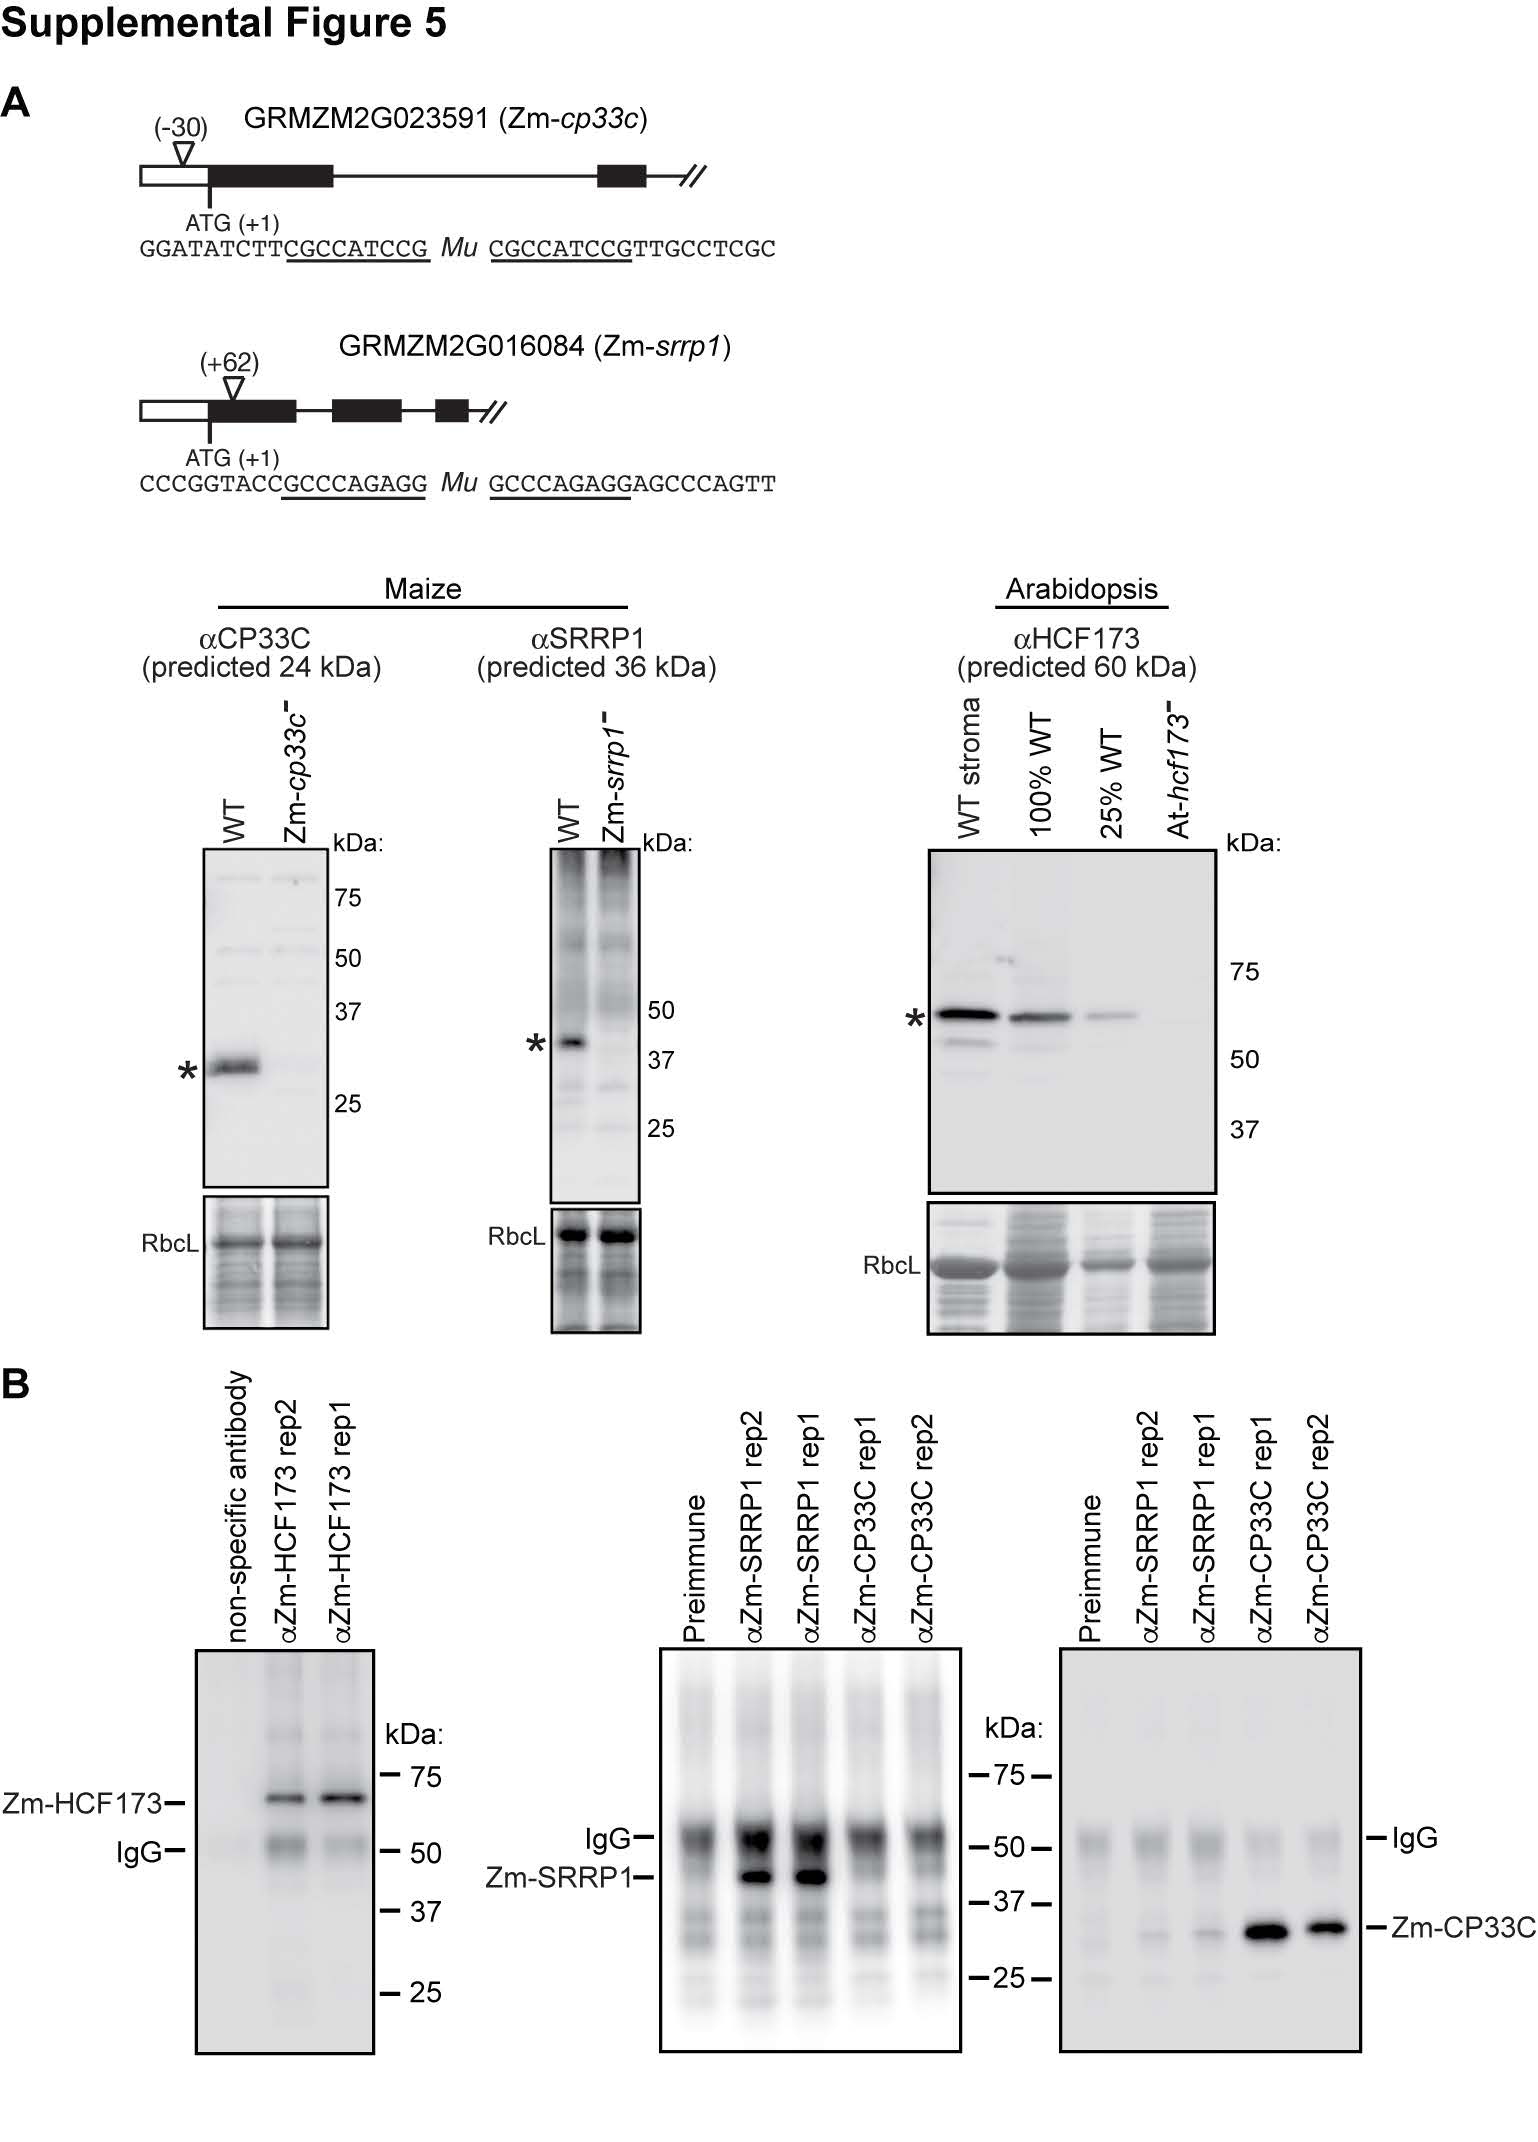 Supplemental Figure 5
A
GRMZM2G023591 (Zm-cp33c)
(-30)
ATG (+1)
GGATATCTTCGCCATCCG Mu CGCCATCCGTTGCCTCGC
GRMZM2G016084 (Zm-srrp1)
(+62)
ATG (+1)
CCCGGTACCGCCCAGAGG Mu GCCCAGAGGAGCCCAGTT
Maize
αCP33C
(predicted 24 kDa)
WT
Zm-cp33c-
kDa:
75
50
37
25
*
RbcL
αSRRP1
(predicted 36 kDa)
WT
Zm-srrp1-
kDa:
50
37
25
*
RbcL
Arabidopsis
αHCF173
(predicted 60 kDa)
WT stroma
100% WT
25% WT
At-hcf173-
kDa:
75
50
37
*
RbcL
B
non-specific antibody
αZm-HCF173 rep2
αZm-HCF173 rep1
kDa:
75
50
37
25
Zm-HCF173
IgG
Preimmune
αZm-SRRP1 rep2
αZm-SRRP1 rep1
αZm-CP33C rep1
αZm-CP33C rep2
IgG
Zm-SRRP1
kDa:
75
50
37
25
Preimmune
αZm-SRRP1 rep2
αZm-SRRP1 rep1
αZm-CP33C rep1
αZm-CP33C rep2
IgG
Zm-CP33C